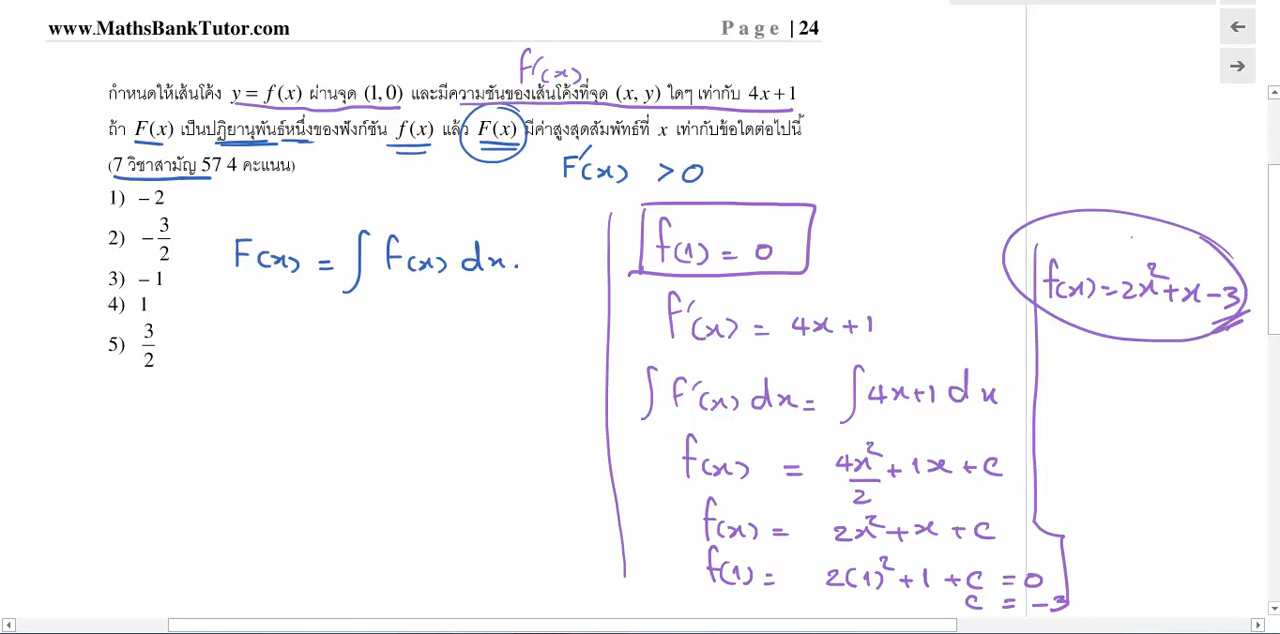 www.MathsBankTutor.com
Page | 24
f'(x)
กำหนดให้เส้นโค้ง y = f(x) ผ่านจุด (1, 0) และมีความชันของเส้นโค้งที่จุด (x, y) ใดๆ เท่ากับ 4x + 1
ถ้า F(x) เป็นปฏิยานุพันธ์หนึ่งของฟังก์ชัน f(x) แล้ว F(x) มีค่าสูงสุดสัมพัทธ์ที่ x เท่ากับข้อใดต่อไปนี้
(7 วิชาสามัญ 57 4 คะแนน)
F'(x) > 0
1) – 2
2) –3/2
3) – 1
4) 1
5) 3/2
F(x) = ∫ f(x) dx.
f(1) = 0
f'(x) = 4x + 1
∫ f'(x) dx = ∫ 4x+1 dx
f(x) = 4x²/2 + 1x + C
f(x) = 2x² + x + C
f(1) = 2(1)² + 1 + C = 0
C = -3
f(x) = 2x² + x - 3